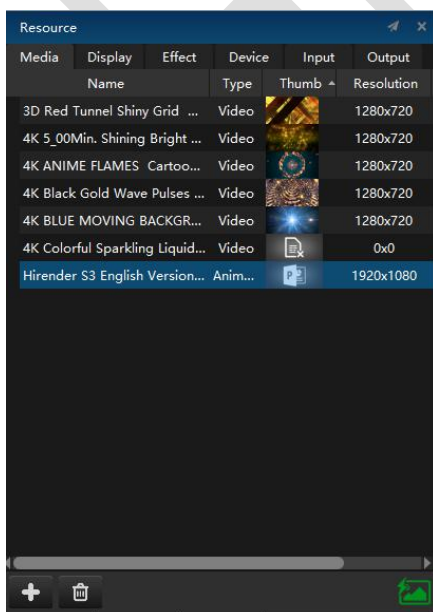 Resource
Media Display Effect Device Input Output
Name Type Thumb Resolution
3D Red Tunnel Shiny Grid ... Video 1280x720
4K 5_00Min. Shining Bright ... Video 1280x720
4K ANIME FLAMES Cartoo... Video 1280x720
4K Black Gold Wave Pulses ... Video 1280x720
4K BLUE MOVING BACKGR... Video 1280x720
4K Colorful Sparkling Liquid... Video 0x0
Hirender S3 English Version... Anim... P 1920x1080